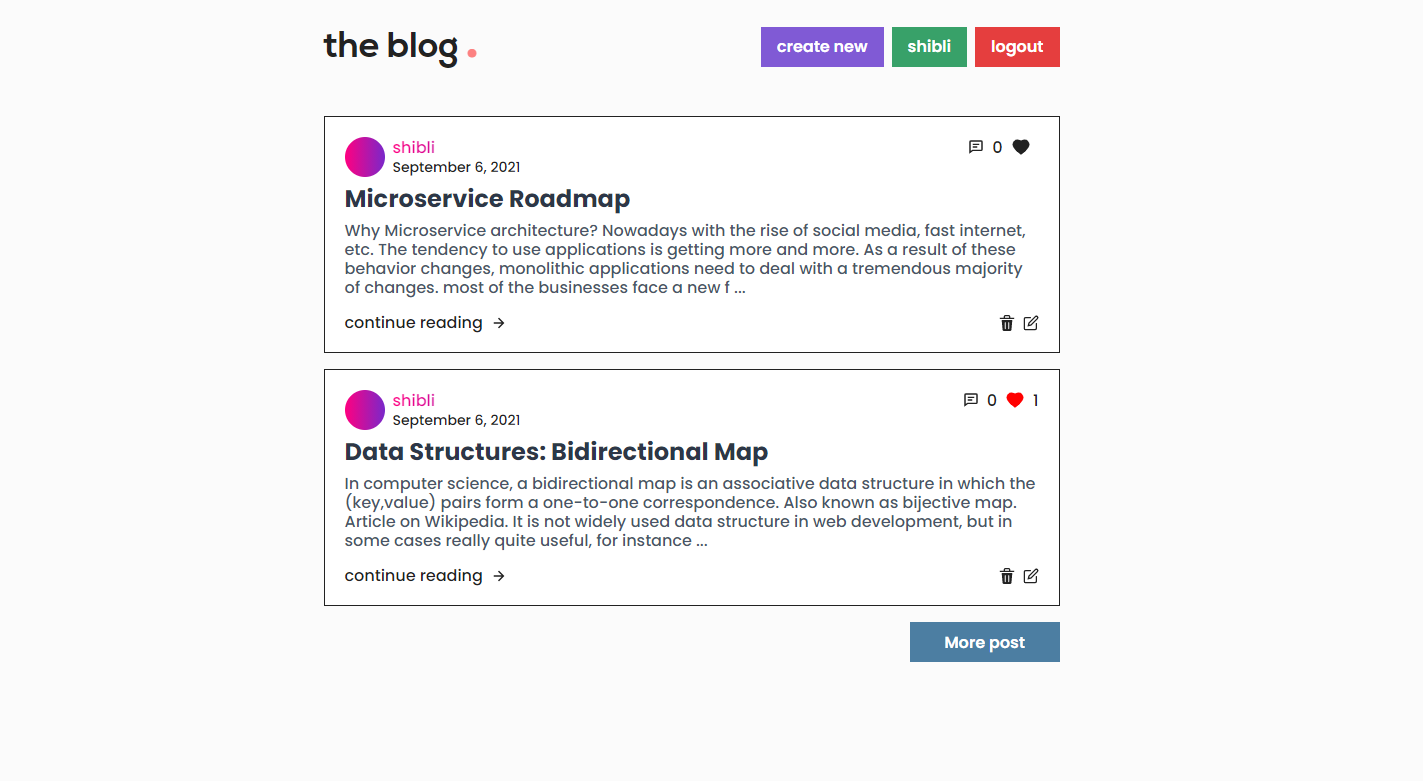 the blog .
create new
shibli
logout
shibli
0
September 6, 2021
Microservice Roadmap
Why Microservice architecture? Nowadays with the rise of social media, fast internet,
etc. The tendency to use applications is getting more and more. As a result of these
behavior changes, monolithic applications need to deal with a tremendous majority
of changes. most of the businesses face a new f ...
continue reading →
shibli
0
1
September 6, 2021
Data Structures: Bidirectional Map
In computer science, a bidirectional map is an associative data structure in which the
(key,value) pairs form a one-to-one correspondence. Also known as bijective map.
Article on Wikipedia. It is not widely used data structure in web development, but in
some cases really quite useful, for instance ...
continue reading →
More post